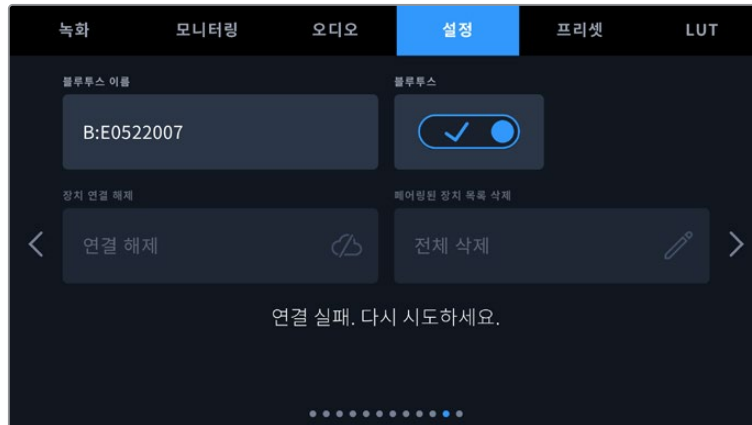 녹화 모니터링 오디오 설정 프리셋 LUT
블루투스 이름 블루투스
B:E0522007
장치 연결 해제 페어링된 장치 목록 삭제
연결 해제 전체 삭제
연결 실패. 다시 시도하세요.